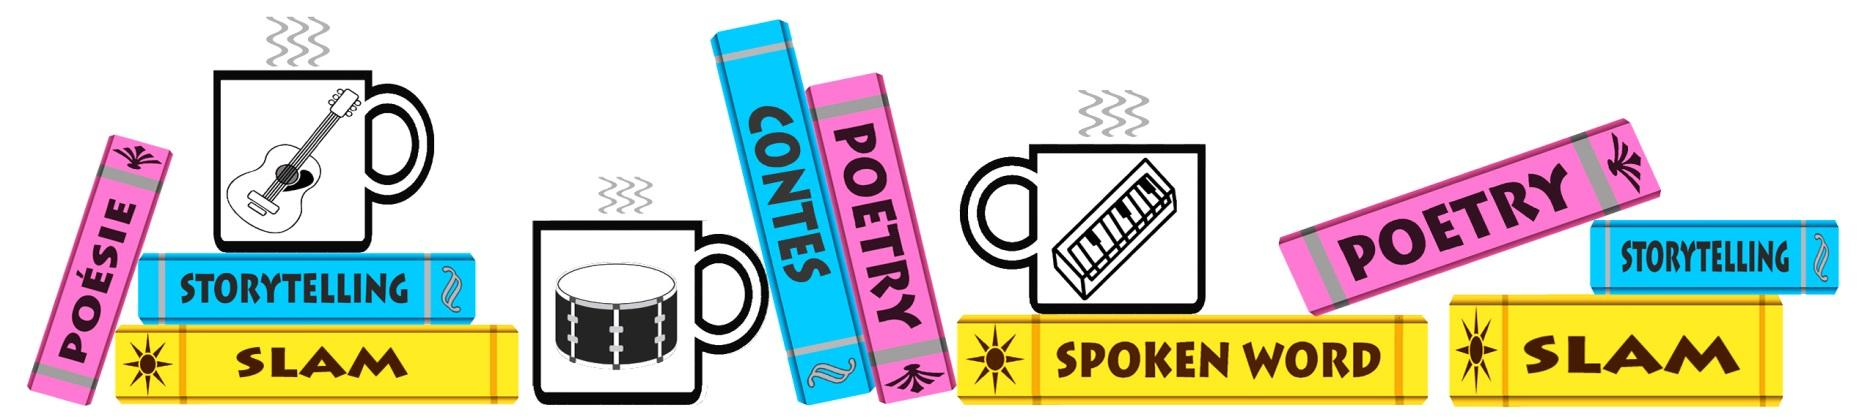 POÉSIE
STORYTELLING
SLAM
CONTES
POETRY
SPOKEN WORD
POETRY
STORYTELLING
SLAM